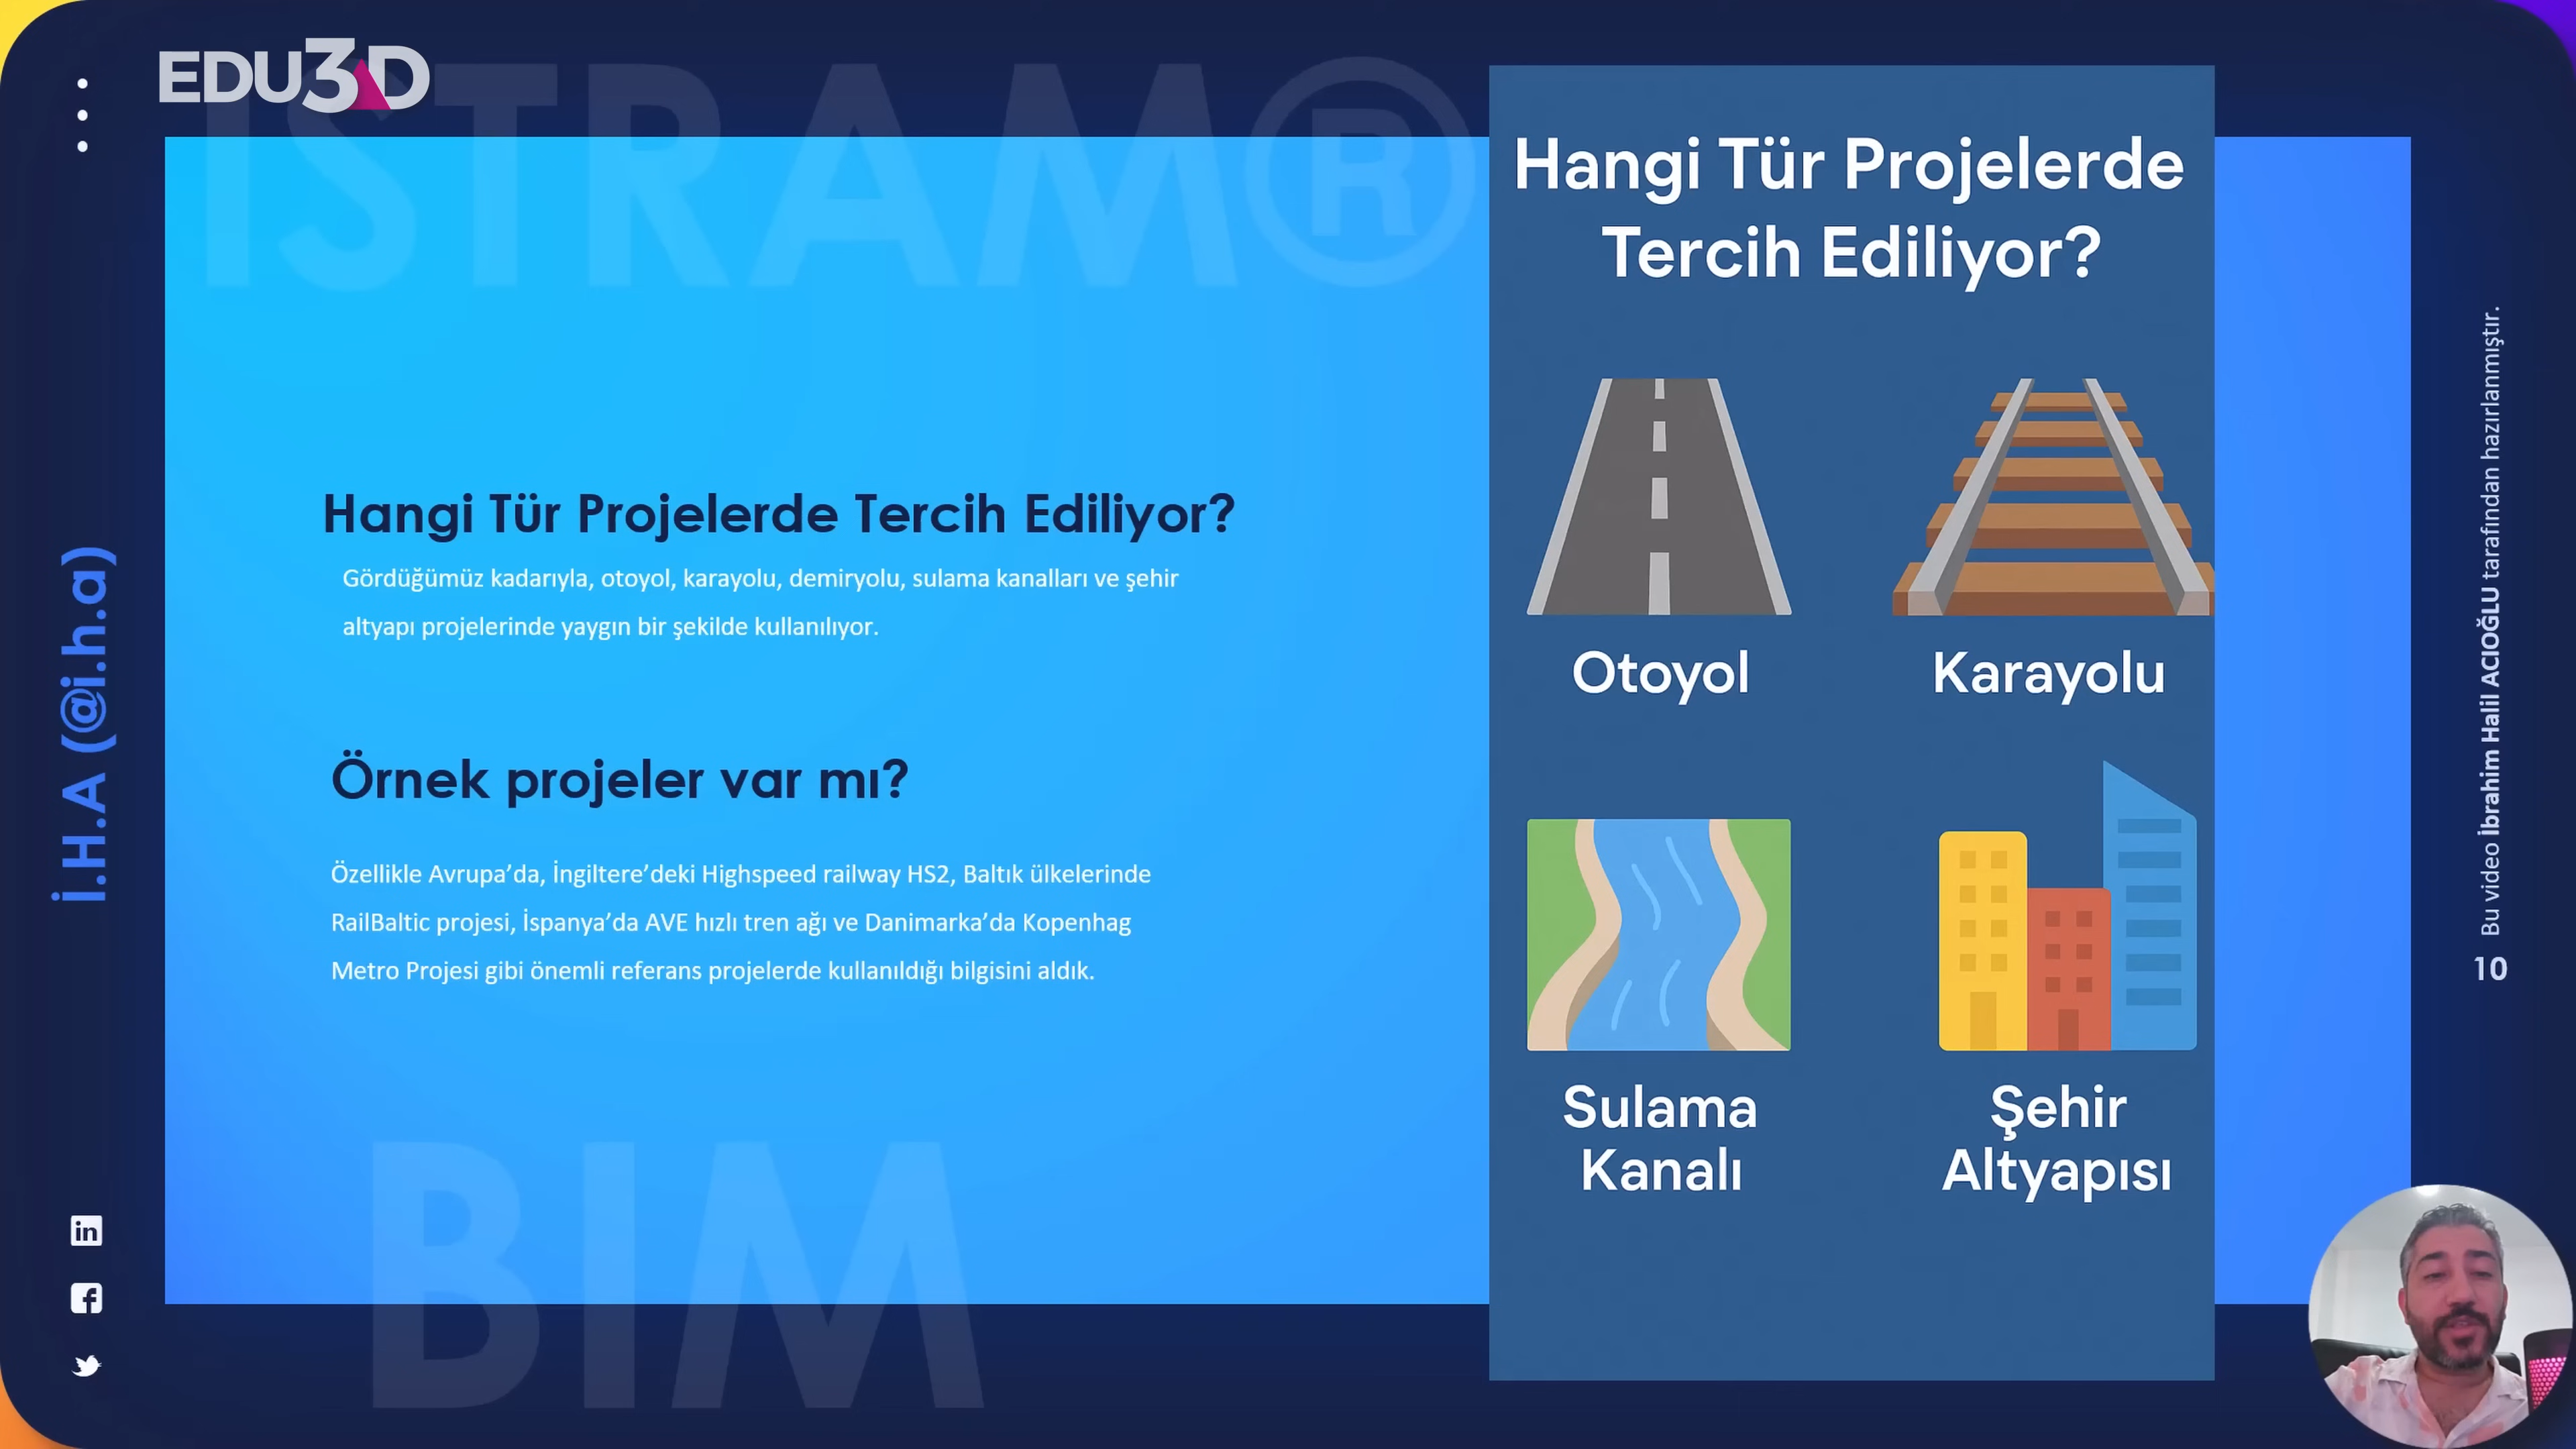 EDU3D
ISTRAM®
Hangi Tür Projelerde Tercih Ediliyor?
Gördüğümüz kadarıyla, otoyol, karayolu, demiryolu, sulama kanalları ve şehir
altyapı projelerinde yaygın bir şekilde kullanılıyor.
Örnek projeler var mı?
Özellikle Avrupa’da, İngiltere’deki Highspeed railway HS2, Baltık ülkelerinde
RailBaltic projesi, İspanya’da AVE hızlı tren ağı ve Danimarka’da Kopenhag
Metro Projesi gibi önemli referans projelerde kullanıldığı bilgisini aldık.
BIM
Hangi Tür Projelerde
Tercih Ediliyor?
Otoyol
Karayolu
Sulama
Kanalı
Şehir
Altyapısı
İ.H.A (@i.h.a)
Bu video İbrahim Halil ACIOĞLU tarafından hazırlanmıştır.
10